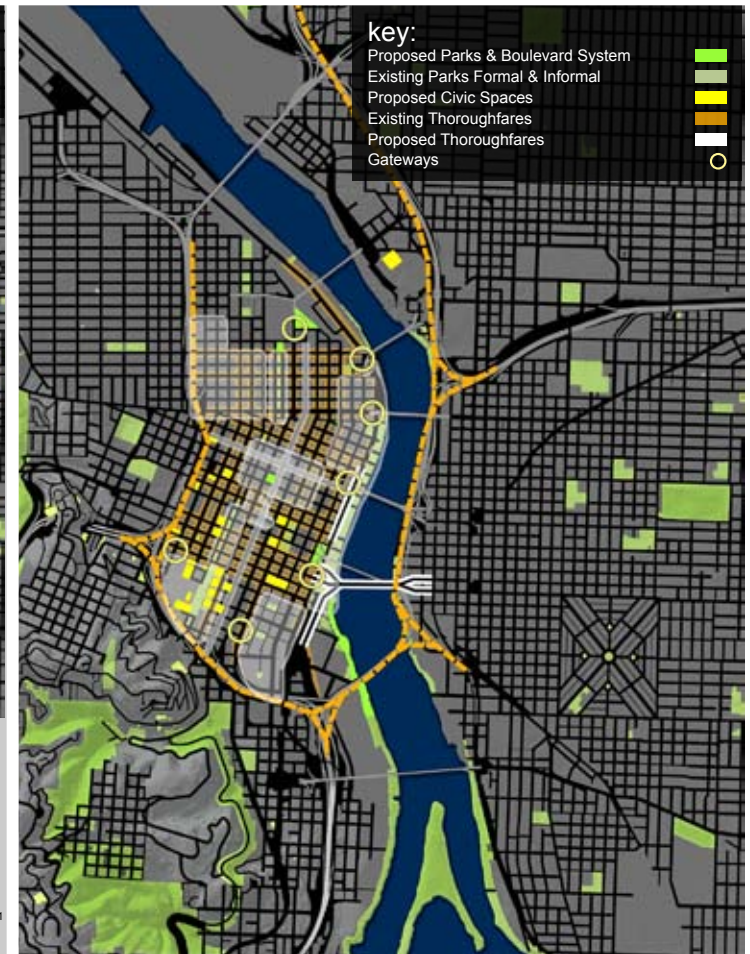 key:
Proposed Parks & Boulevard System
Existing Parks Formal & Informal
Proposed Civic Spaces
Existing Thoroughfares
Proposed Thoroughfares
Gateways